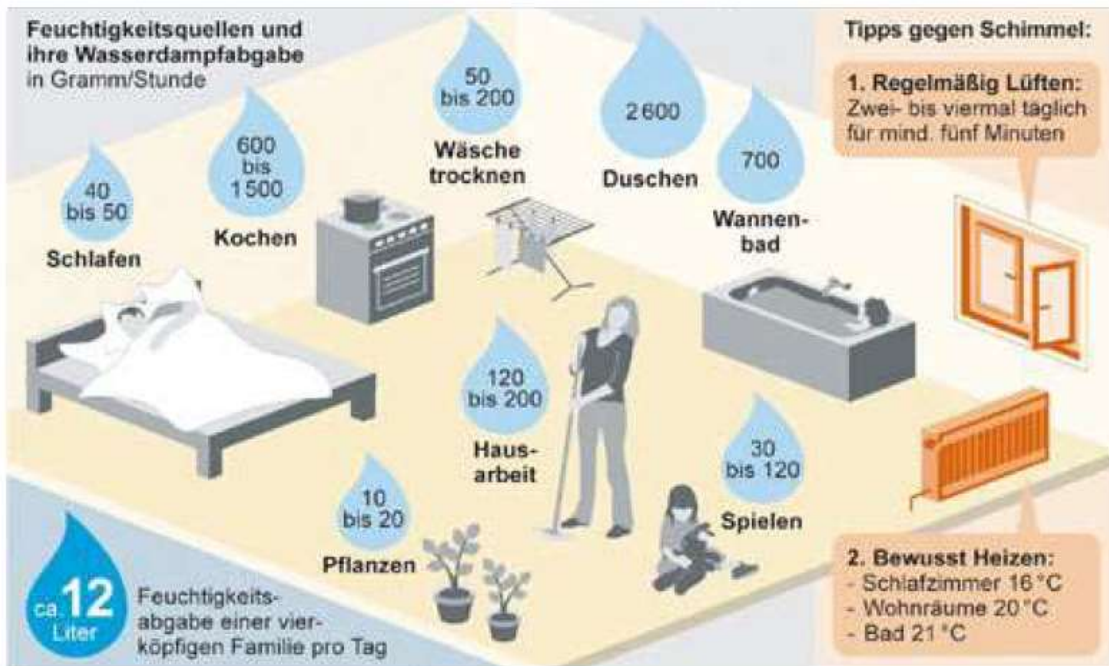 Feuchtigkeitsquellen und
ihre Wasserdampfabgabe
in Gramm/Stunde
40
bis 50
Schlafen
600
bis
1500
Kochen
50
bis 200
Wäsche
trocknen
2600
Duschen
700
Wannen-
bad
120
bis 200
Haus-
arbeit
10
bis 20
Pflanzen
30
bis 120
Spielen
ca. 12
Liter
Feuchtigkeits-
abgabe einer vier-
köpfigen Familie pro Tag
Tipps gegen Schimmel:
1. Regelmäßig Lüften:
Zwei- bis viermal täglich
für mind. fünf Minuten
2. Bewusst Heizen:
- Schlafzimmer 16 °C
- Wohnräume 20 °C
- Bad 21 °C